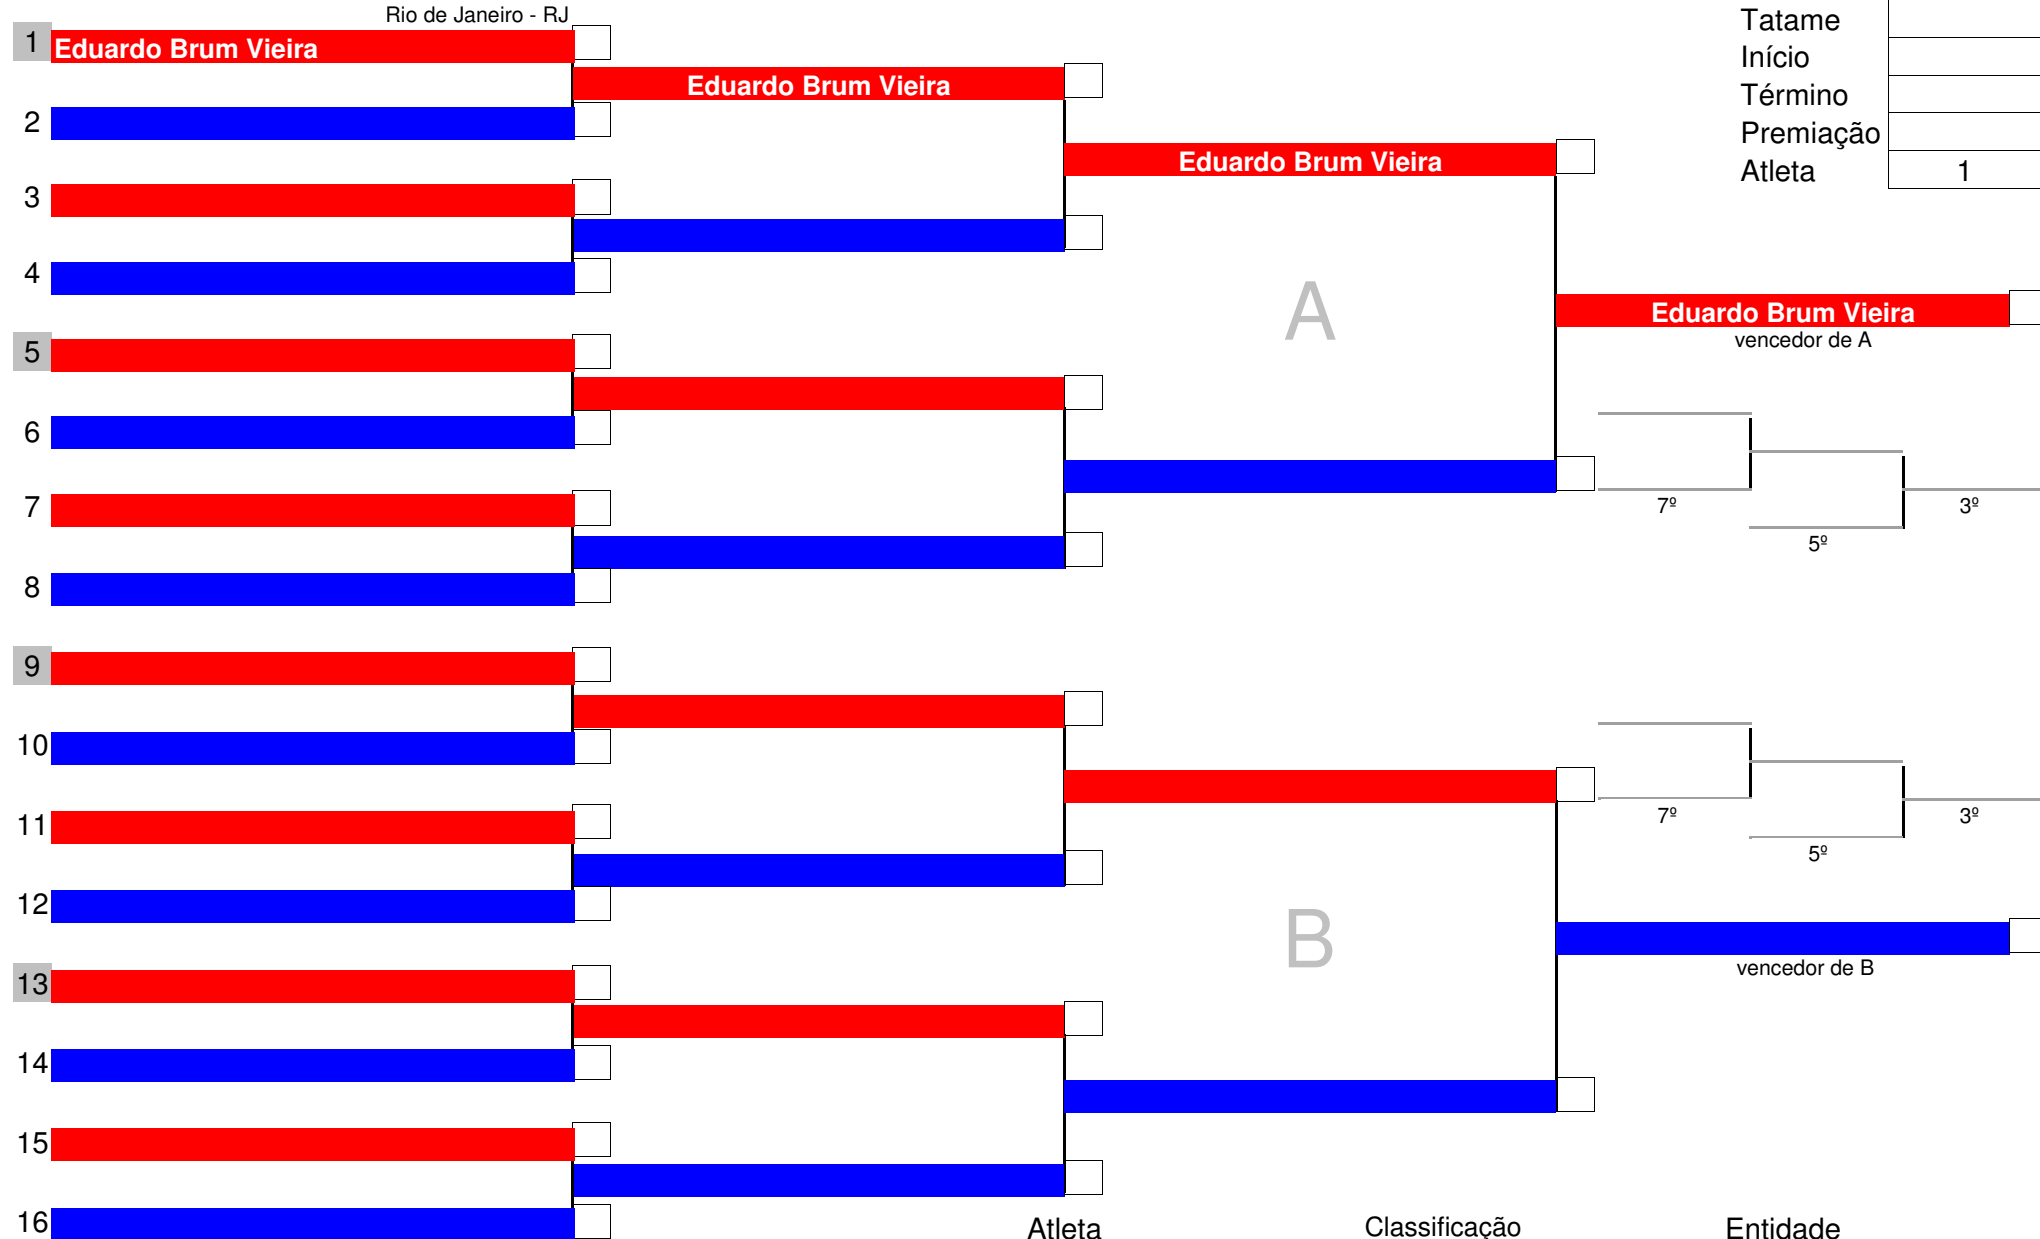 Rio de Janeiro - RJ
Tatame
1 Eduardo Brum Vieira
Início
Eduardo Brum Vieira
Término
2
Premiação
Eduardo Brum Vieira
Atleta 1
3
4
A
Eduardo Brum Vieira
vencedor de A
5
6
7
7º 3º
5º
8
9
10
11
7º 3º
5º
12
B
vencedor de B
13
14
15
16
Atleta Classificação Entidade